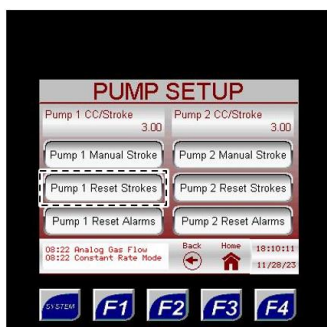 PUMP SETUP
Pump 1 CC/Stroke Pump 2 CC/Stroke
3.00 3.00
Pump 1 Manual Stroke Pump 2 Manual Stroke
Pump 1 Reset Strokes Pump 2 Reset Strokes
Pump 1 Reset Alarms Pump 2 Reset Alarms
08:22 Analog Gas Flow Back Home 18:10:11
08:22 Constant Rate Mode 11/28/23
SYSTEM F1 F2 F3 F4